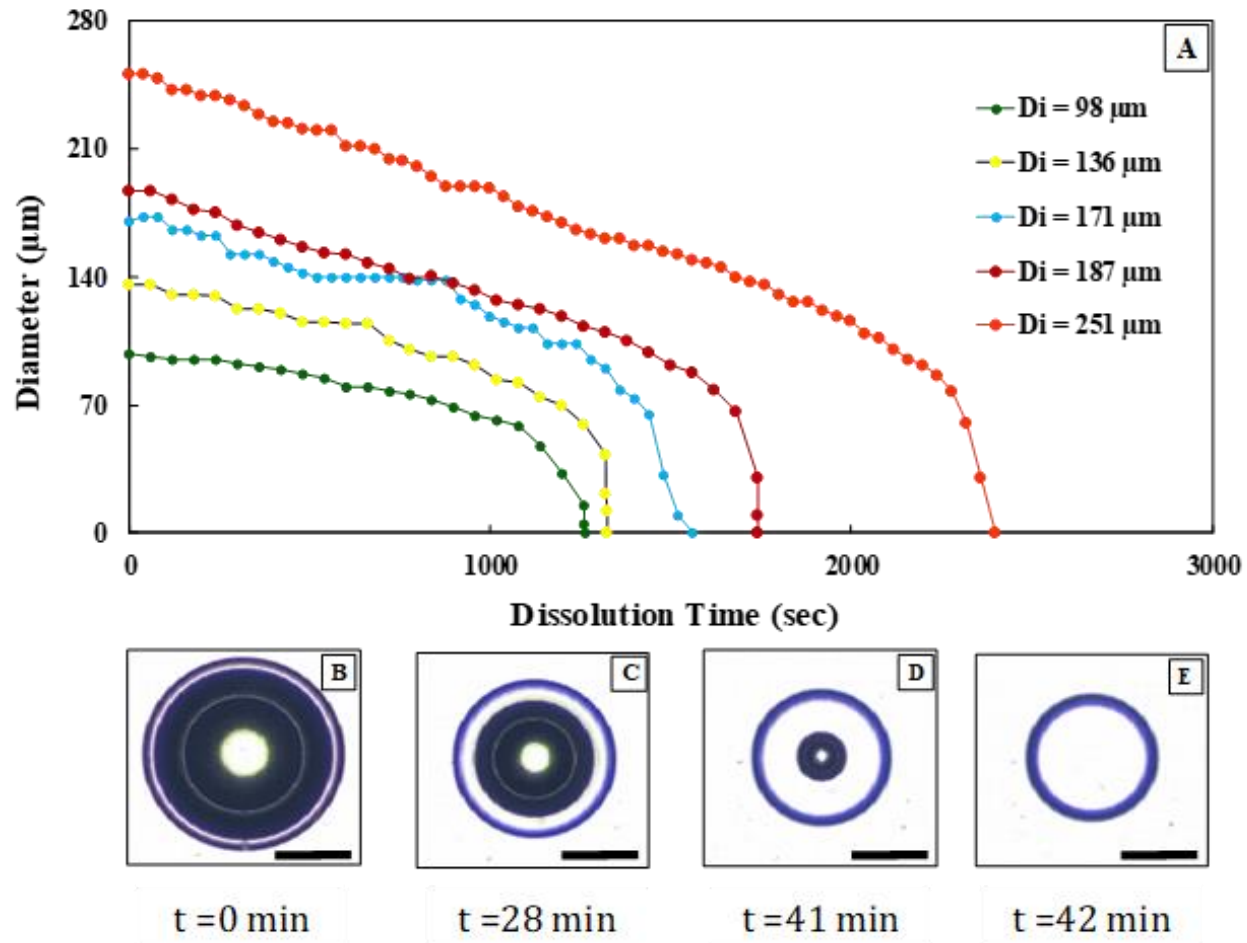 A
280
210
140
70
0
Diameter (μm)
Di = 98 μm
Di = 136 μm
Di = 171 μm
Di = 187 μm
Di = 251 μm
0 1000 2000 3000
Dissolution Time (sec)
B C D E
t =0 min t =28 min t =41 min t =42 min